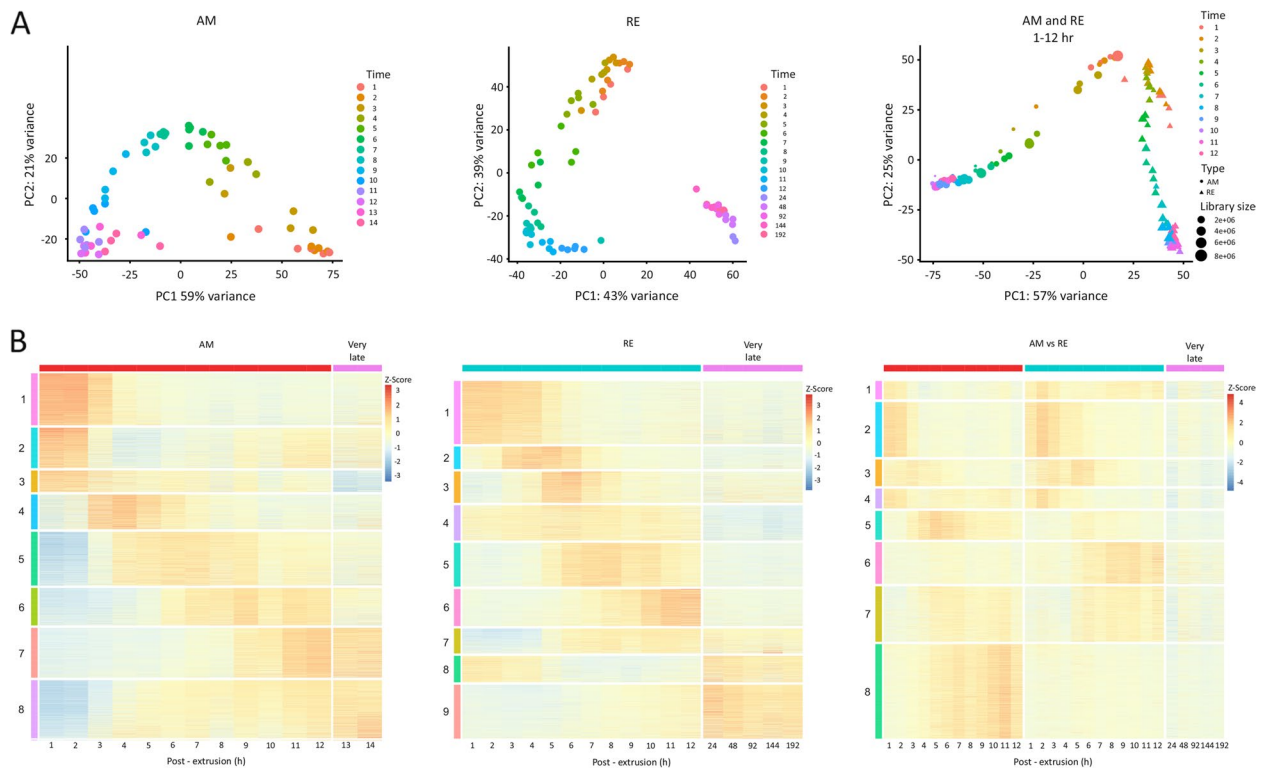 A
AM
PC2: 21% variance
20
0
-20
-50
-25
0
25
50
75
PC1 59% variance
Time
1
2
3
4
5
6
7
8
9
10
11
12
13
14
RE
PC2: 39% variance
40
20
0
-20
-40
-40
-20
0
20
40
60
PC1: 43% variance
Time
1
2
3
4
5
6
7
8
9
10
11
12
24
48
92
144
192
AM and RE
1-12 hr
PC2: 25% variance
50
25
0
-25
-50
-75
-50
-25
0
25
50
PC1: 57% variance
Time
1
2
3
4
5
6
7
8
9
10
11
12
Type
AM
RE
Library size
2e+06
4e+06
6e+06
8e+06
B
AM
Very
late
Z-Score
3
2
1
0
-1
-2
-3
1
2
3
4
5
6
7
8
1 2 3 4 5 6 7 8 9 10 11 12 13 14
Post - extrusion (h)
RE
Very
late
Z-Score
3
2
1
0
-1
-2
-3
1
2
3
4
5
6
7
8
9
1 2 3 4 5 6 7 8 9 10 11 12 24 48 92 144 192
Post - extrusion (h)
AM vs RE
Very
late
Z-Score
4
2
0
-2
-4
1
2
3
4
5
6
7
8
1 2 3 4 5 6 7 9 10 11 12 1 2 3 4 5 6 7 8 9 10 11 12 24 48 92 144 192
Post - extrusion (h)